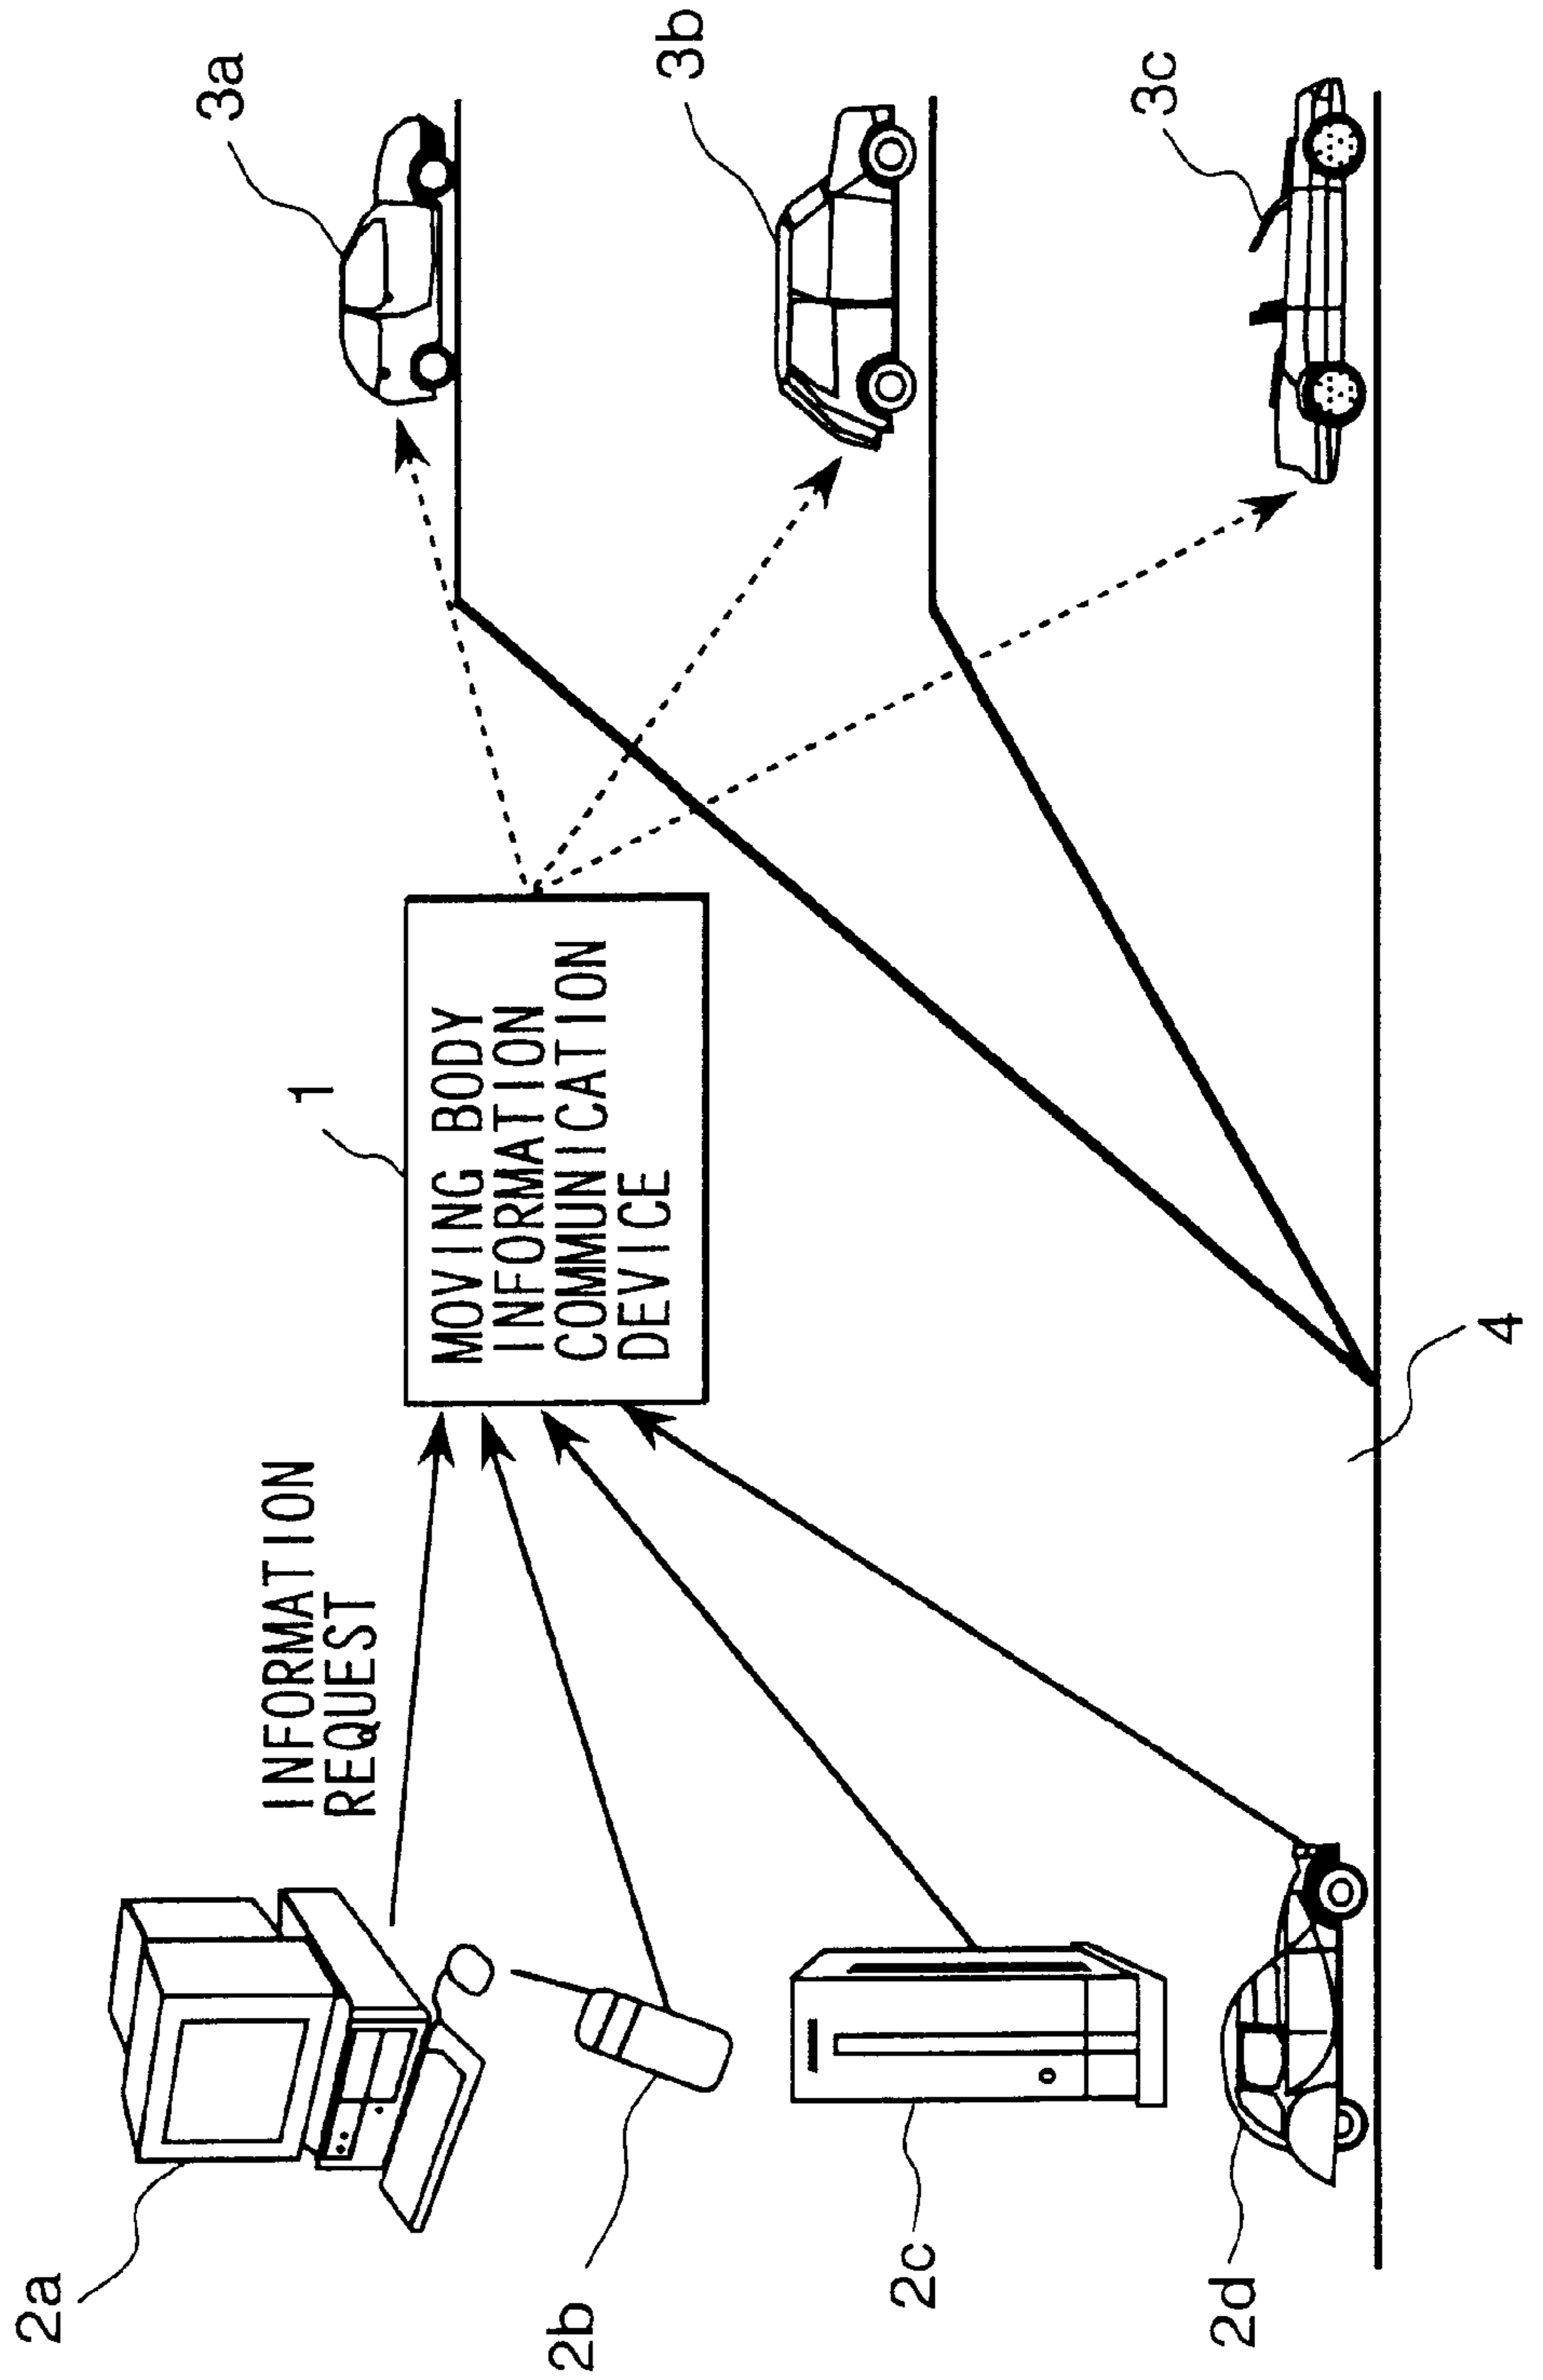 2a
INFORMATION
REQUEST
1
3a
MOVING BODY
INFORMATION
COMMUNICATION
DEVICE
2b
3b
2c
3c
2d
4